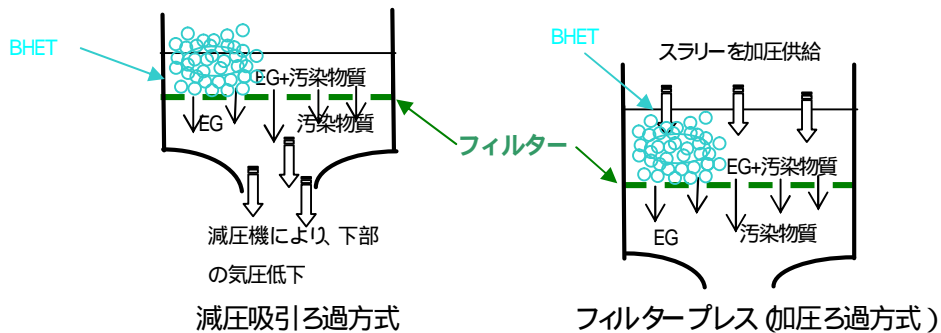 BHET
EG+汚染物質
EG
汚染物質
減圧機により、下部
の気圧低下
減圧吸引ろ過方式
フィルター
BHET
スラリーを加圧供給
EG+汚染物質
EG
汚染物質
フィルタープレス(加圧ろ過方式)